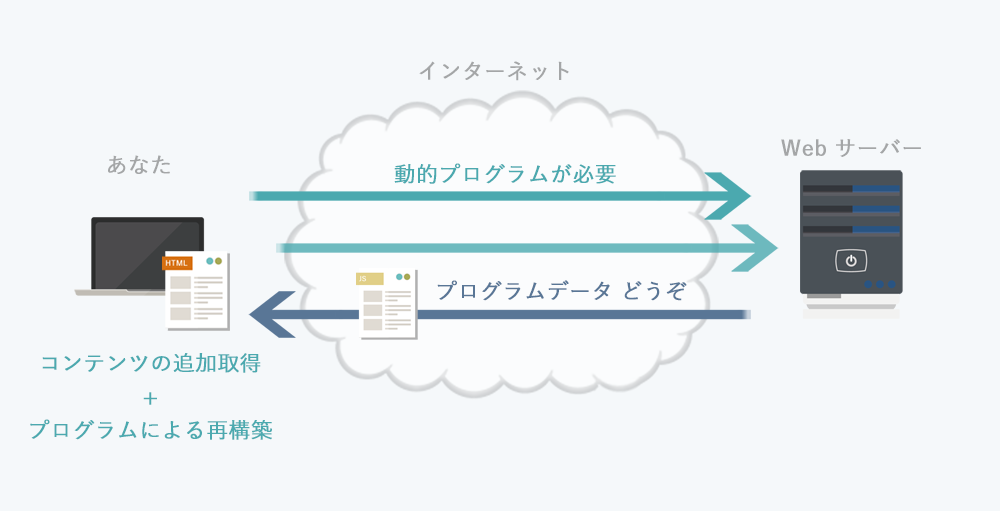 インターネット
あなた
Web サーバー
動的プログラムが必要
HTML
JS
プログラムデータ どうぞ
コンテンツの追加取得
+
プログラムによる再構築